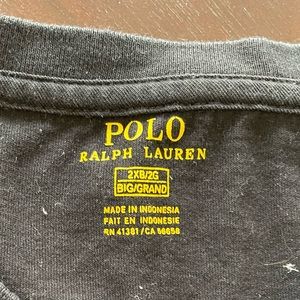 POLO
RALPH LAUREN
2XB/2G
BIG/GRAND
MADE IN INDONESIA
FAIT EN INDONESIE
RN 41381 / CA 56658